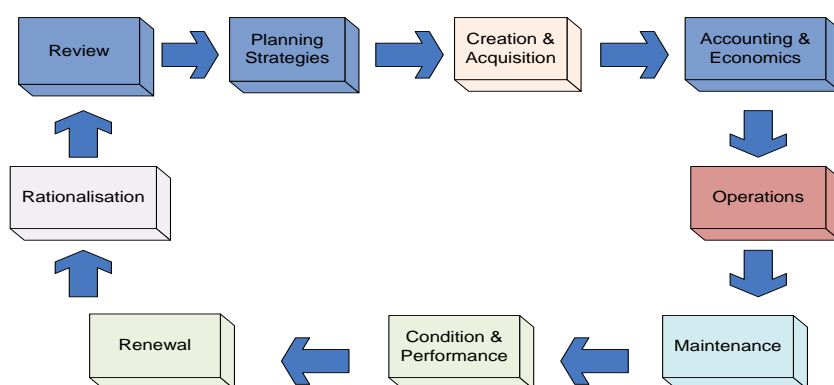 Review
Planning
Strategies
Creation &
Acquisition
Accounting &
Economics
Rationalisation
Operations
Renewal
Condition &
Performance
Maintenance